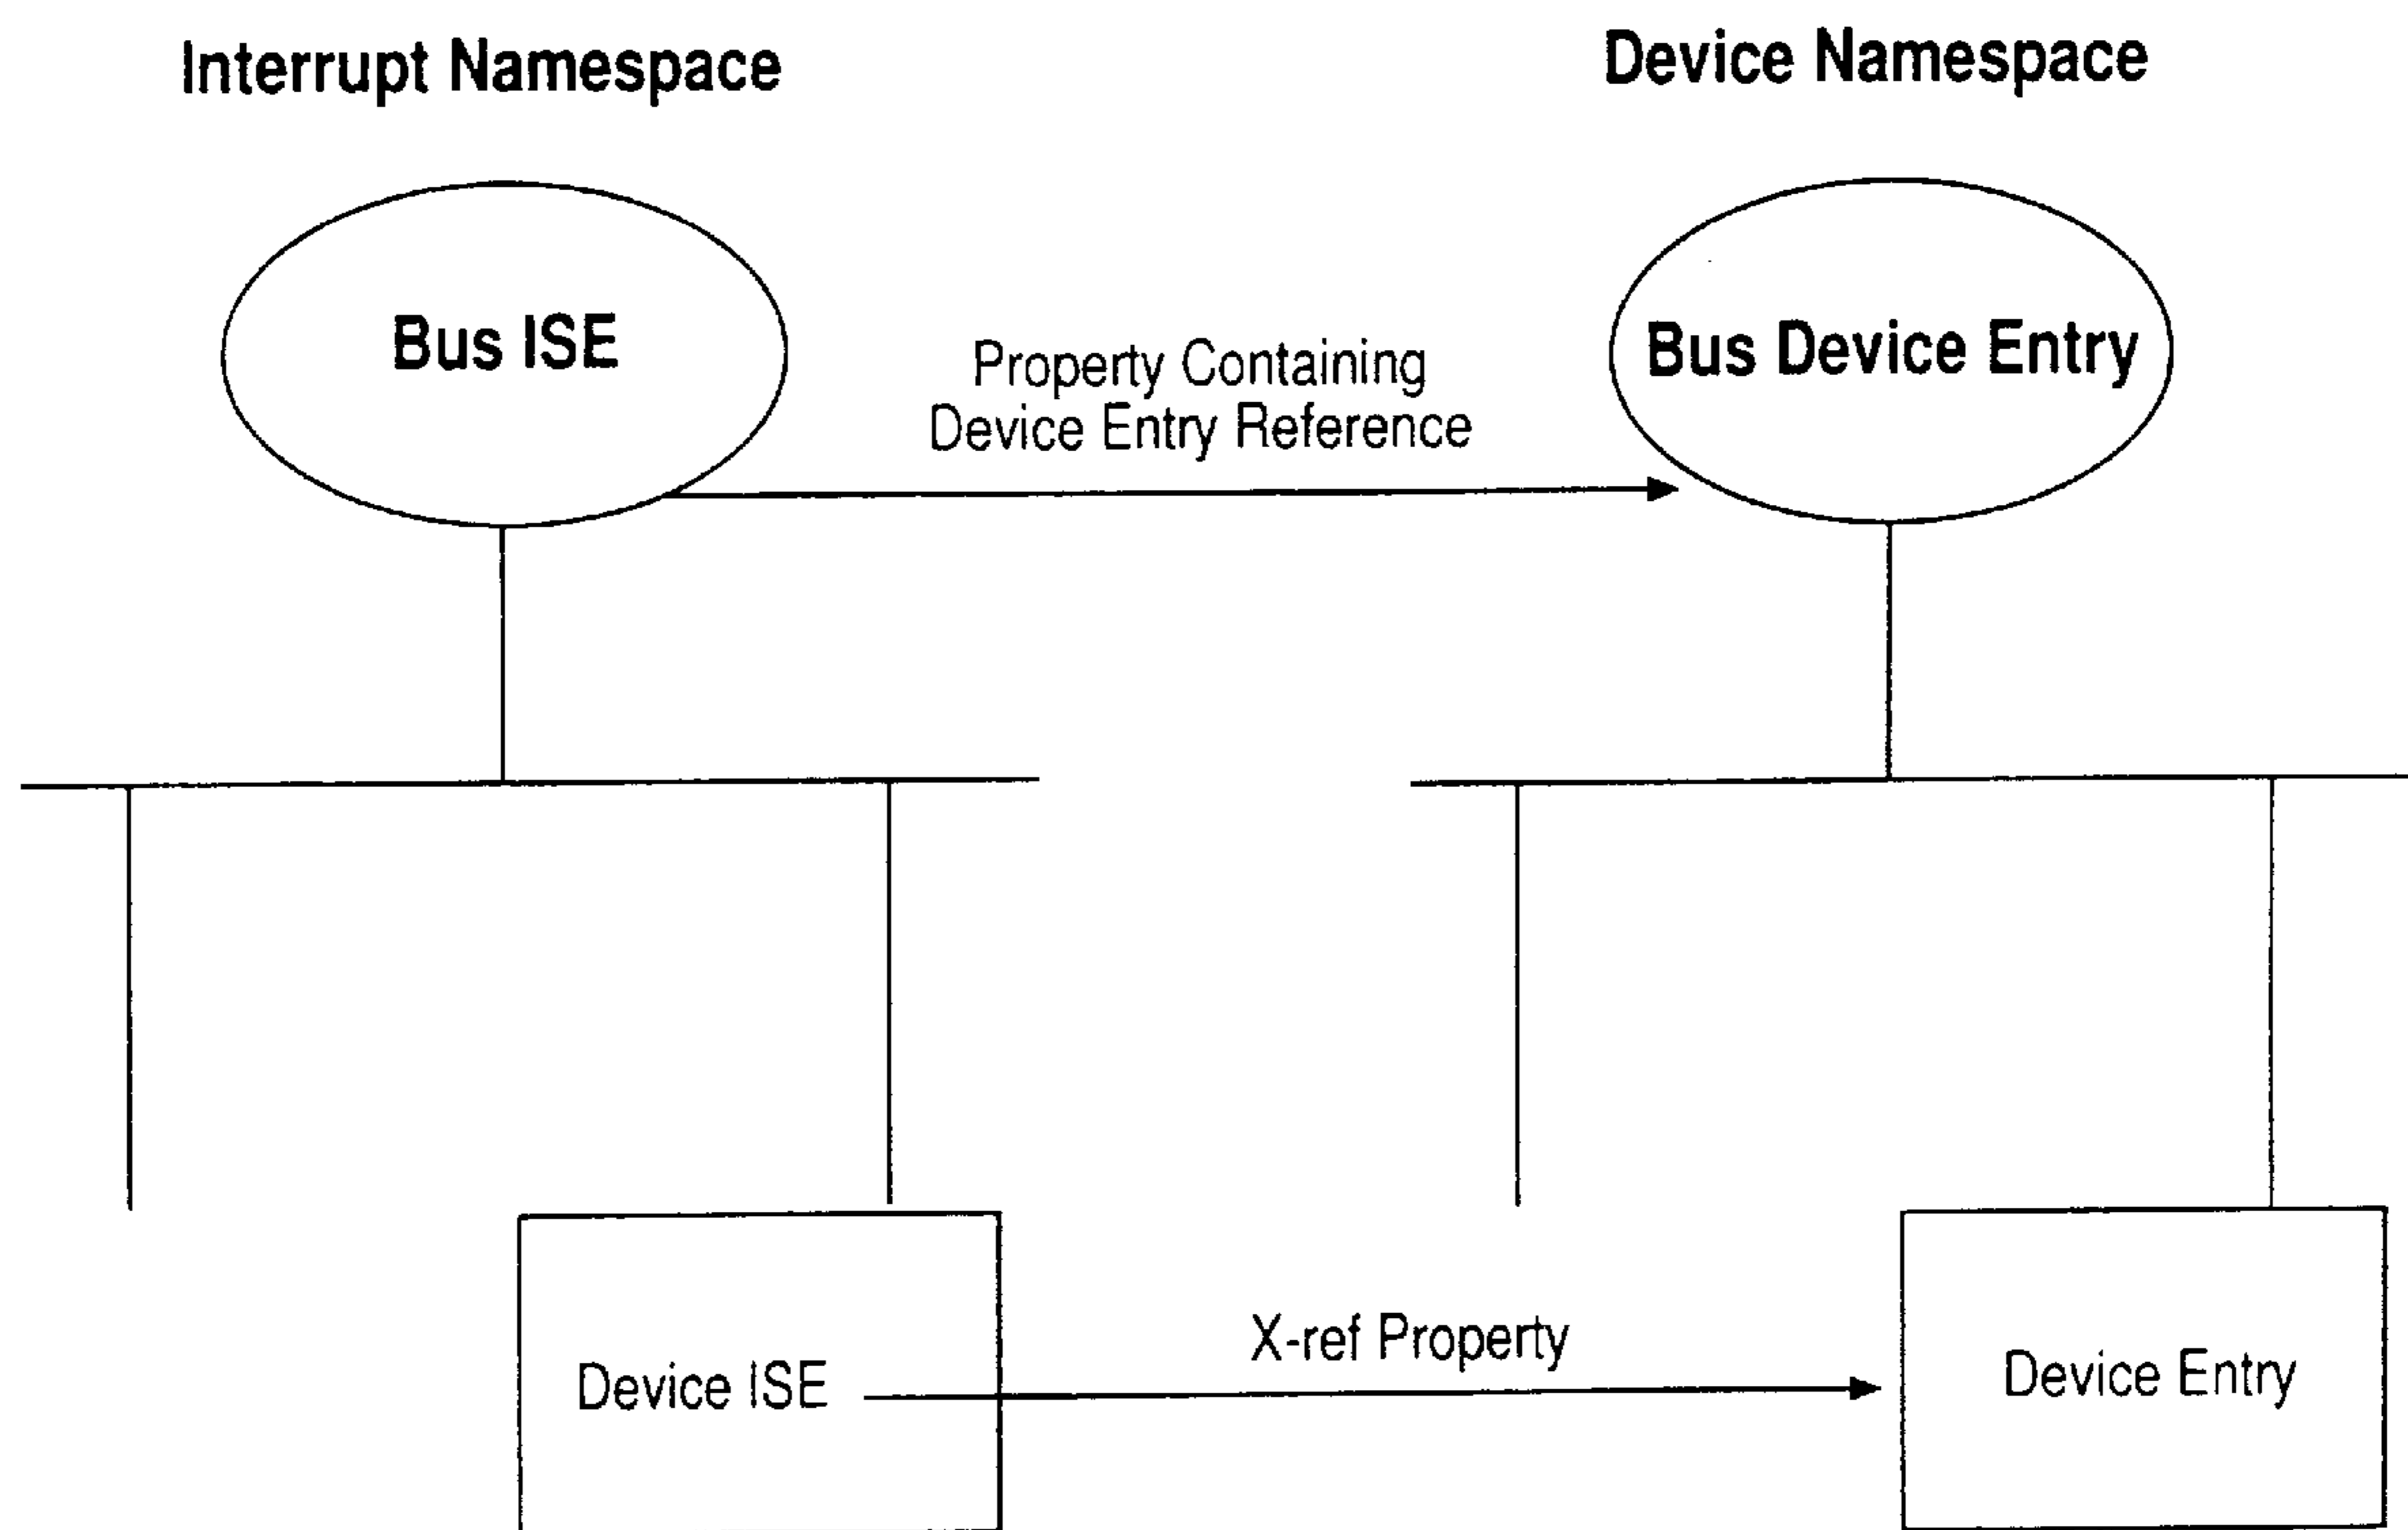 Interrupt Namespace
Device Namespace
Bus ISE
Bus Device Entry
Property Containing
Device Entry Reference
X-ref Property
Device ISE
Device Entry